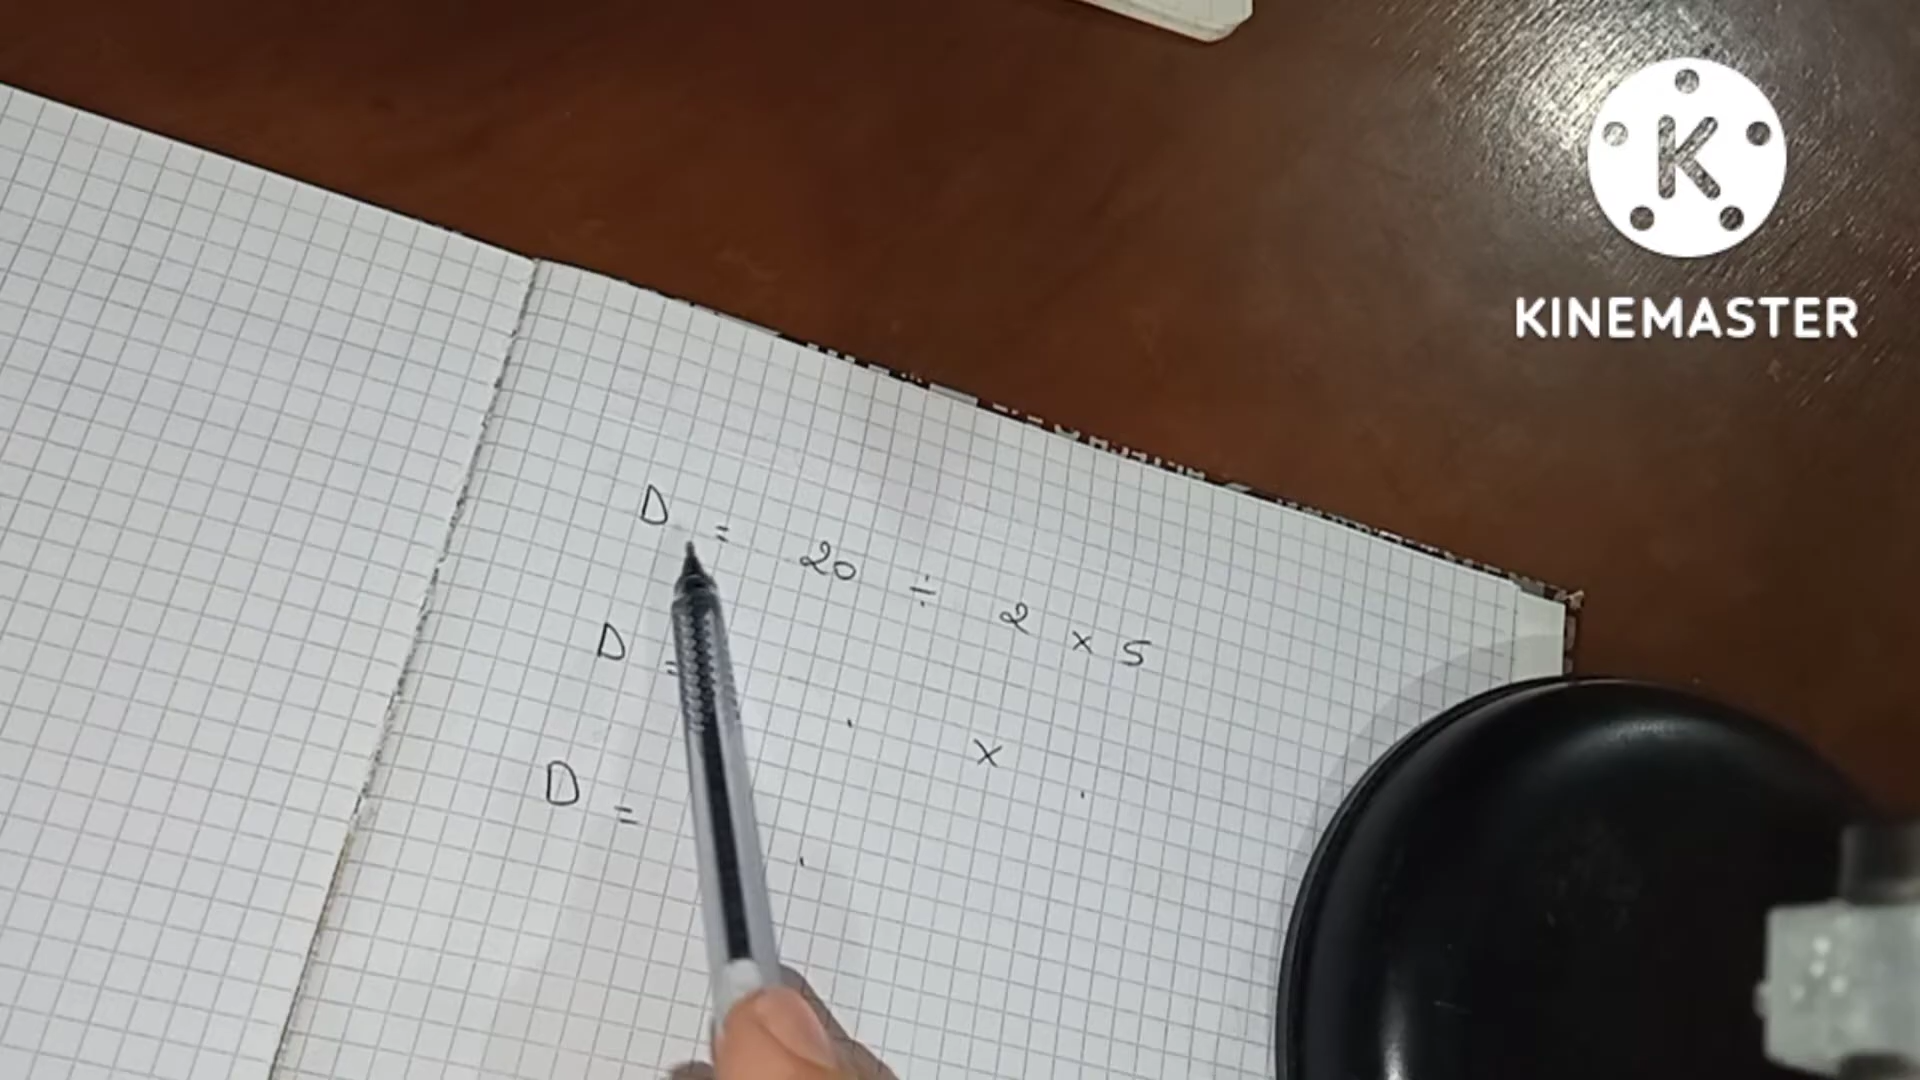 D = 20 ÷ 2 × 5
D = . × .
D = .
K
KINEMASTER